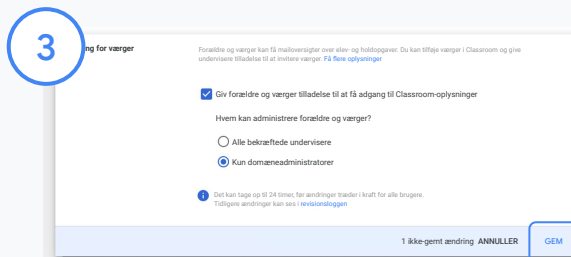 3
ng for værger
Forældre og værger kan få mailoversigter over elev- og holdopgaver. Du kan tilføje værger i Classroom og give
undervisere tilladelse til at invitere værger. Få flere oplysninger
Giv forældre og værger tilladelse til at få adgang til Classroom-oplysninger
Hvem kan administrere forældre og værger?
Alle bekræftede undervisere
Kun domæneadministratorer
Det kan tage op til 24 timer, før ændringer træder i kraft for alle brugere.
Tidligere ændringer kan ses i revisionsloggen
1 ikke-gemt ændring ANNULLER GEM